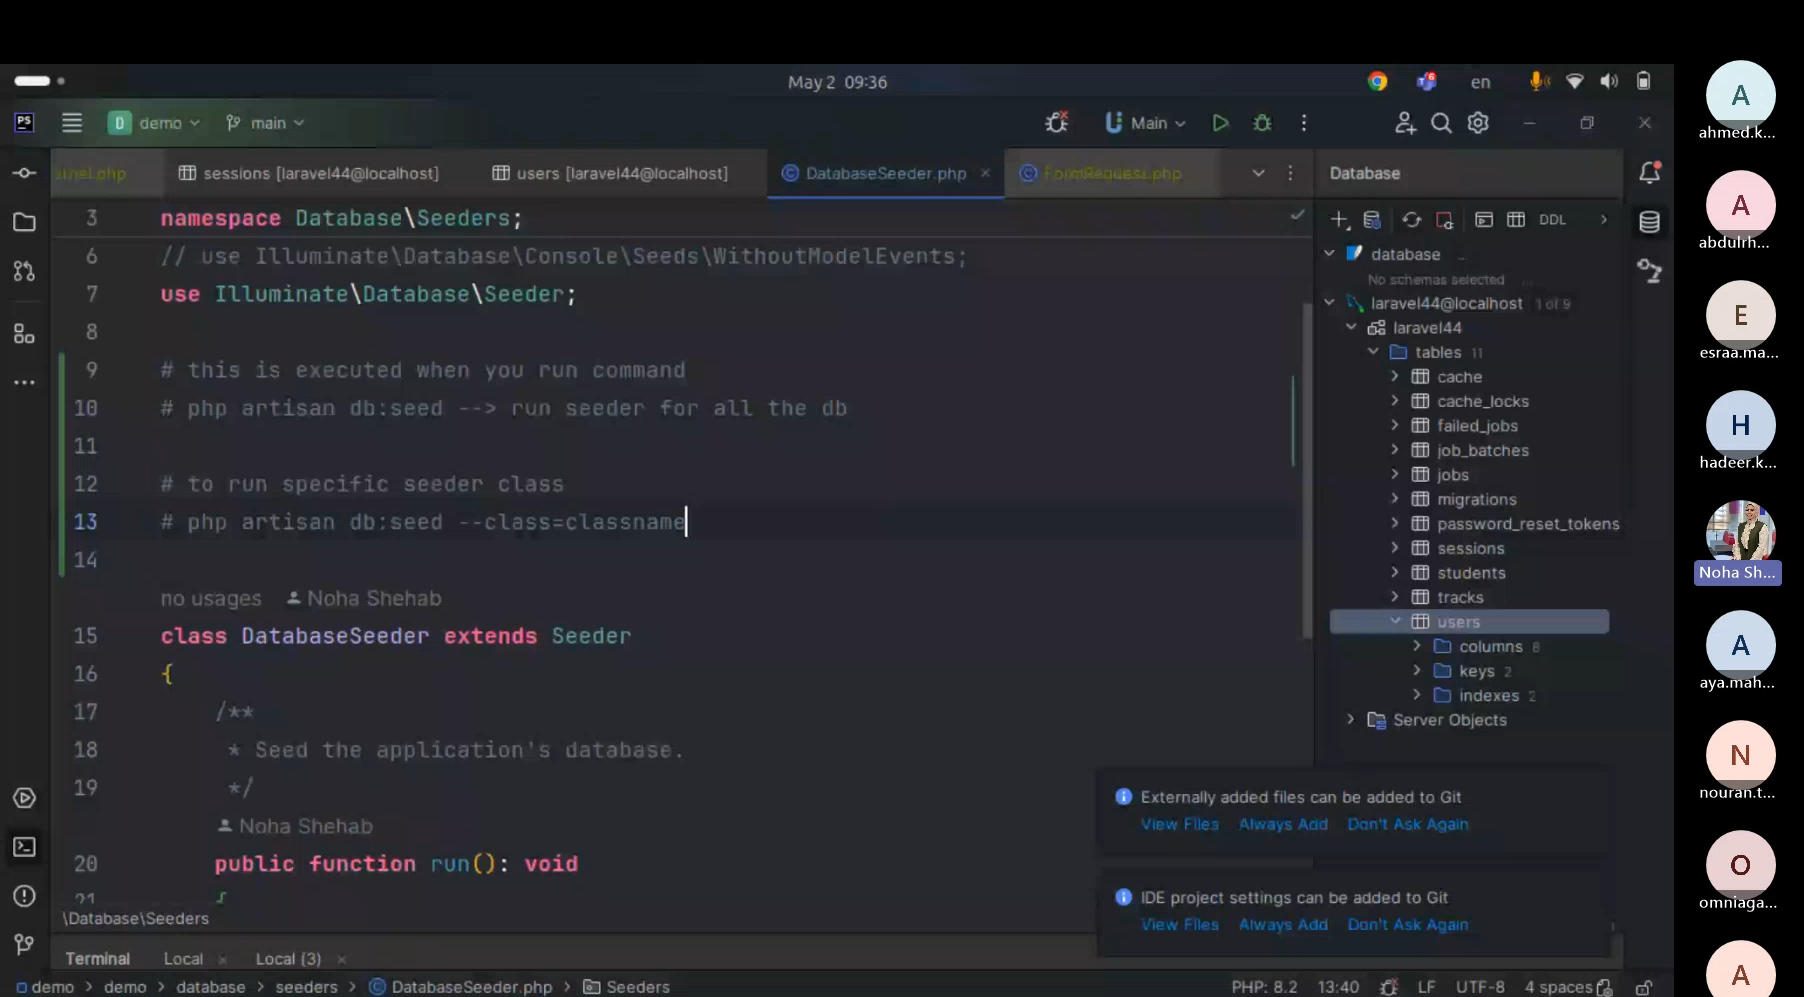 May 2 09:36
en
PS
D demo
main
Main
sessions [laravel44@localhost]
users [laravel44@localhost]
DatabaseSeeder.php
FormRequest.php
Database
DDL
3 namespace Database\Seeders;
6 // use Illuminate\Database\Console\Seeds\WithoutModelEvents;
7 use Illuminate\Database\Seeder;
8
9 # this is executed when you run command
10 # php artisan db:seed --> run seeder for all the db
11
12 # to run specific seeder class
13 # php artisan db:seed --class=classname
14
no usages Noha Shehab
15 class DatabaseSeeder extends Seeder
16 {
17 /**
18 * Seed the application's database.
19 */
Noha Shehab
20 public function run(): void
21 {
\Database\Seeders
database
No schemas selected
laravel44@localhost 1 of 9
laravel44
tables 11
cache
cache_locks
failed_jobs
job_batches
jobs
migrations
password_reset_tokens
sessions
students
tracks
users
columns 8
keys 2
indexes 2
Server Objects
Externally added files can be added to Git
View Files Always Add Don't Ask Again
IDE project settings can be added to Git
View Files Always Add Don't Ask Again
Terminal Local Local (3)
demo > demo > database > seeders > DatabaseSeeder.php > Seeders
PHP: 8.2 13:40 LF UTF-8 4 spaces
A
ahmed.k...
A
abdulrh...
E
esraa.ma...
H
hadeer.k...
Noha Sh...
A
aya.mah...
N
nouran.t...
O
omniaga...
A